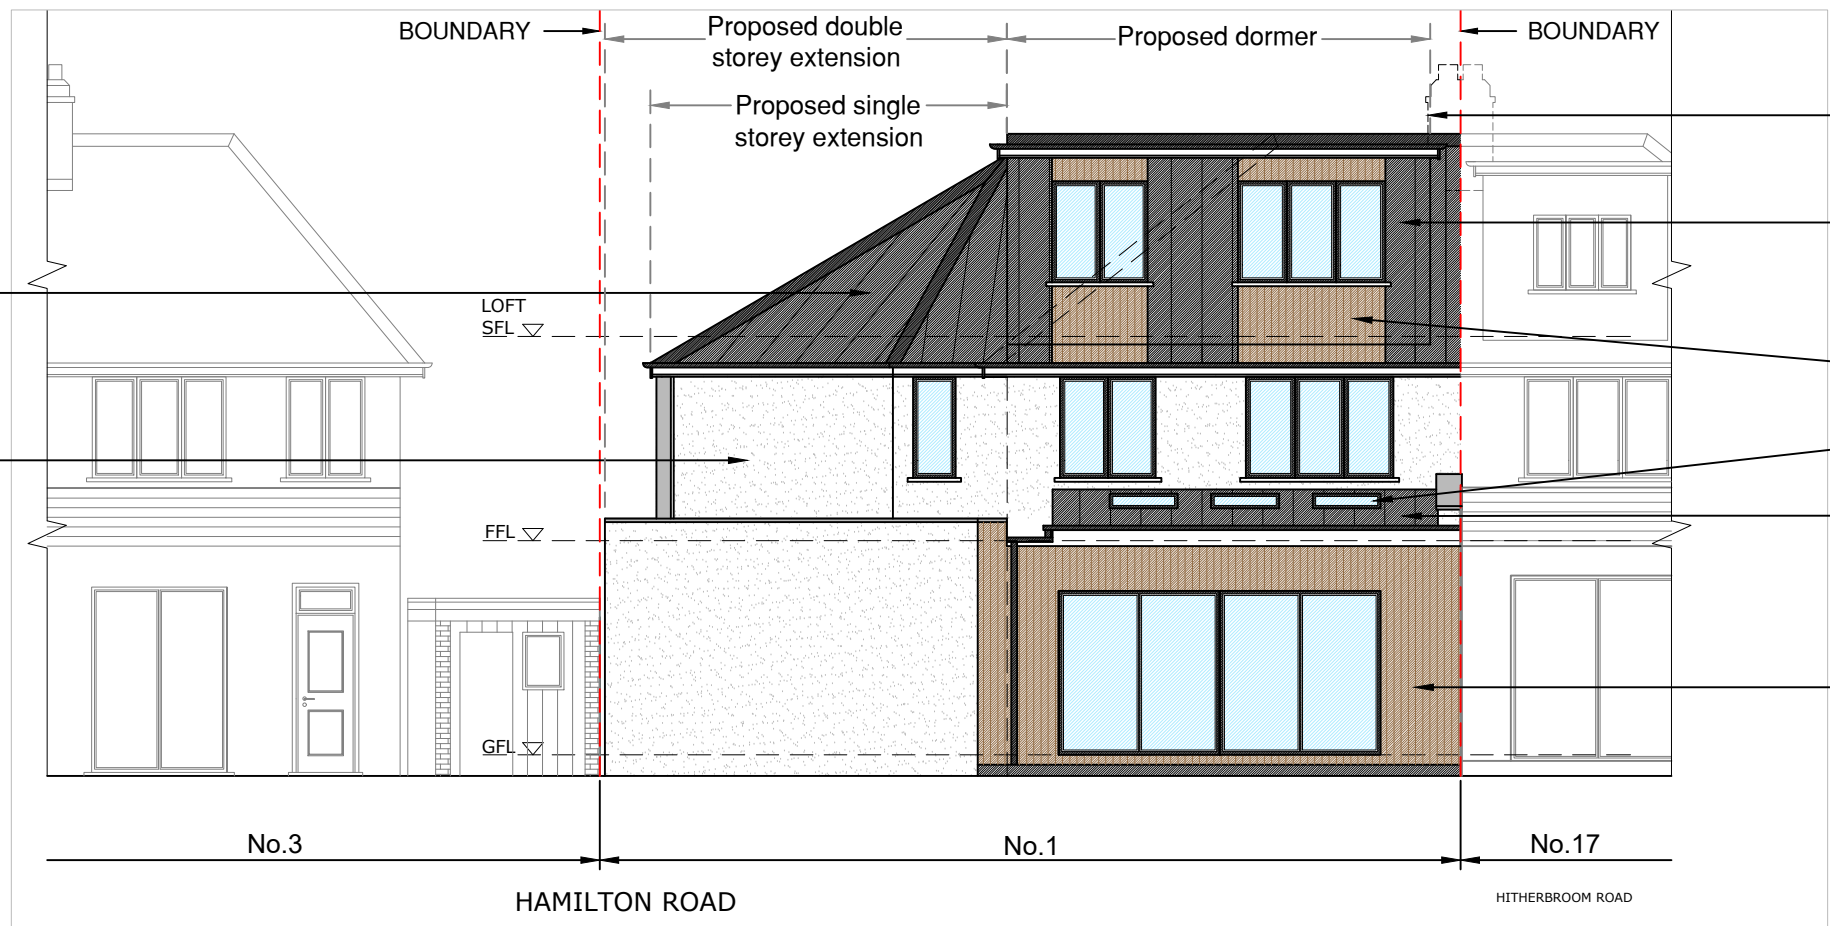 BOUNDARY
Proposed double
storey extension
Proposed dormer
BOUNDARY
Proposed single
storey extension
LOFT
SFL
FFL
GFL
No.3
No.1
No.17
HAMILTON ROAD
HITHERBROOM ROAD